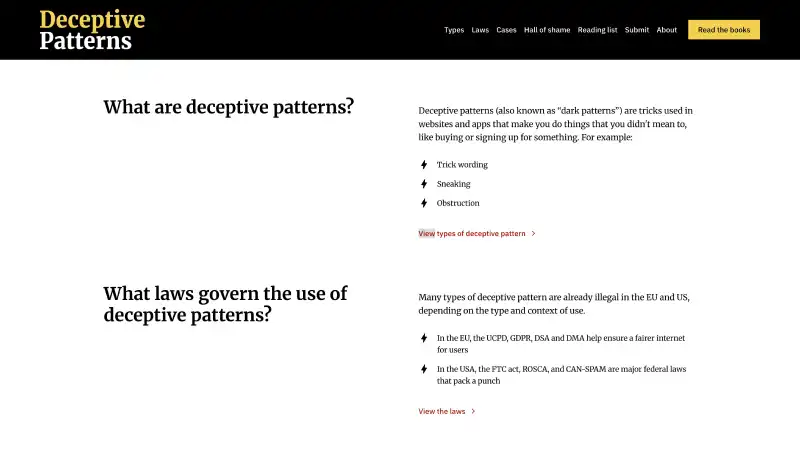 Deceptive
Patterns
Types Laws Cases Hall of shame Reading list Submit About Read the books
What are deceptive patterns?
Deceptive patterns (also known as “dark patterns”) are tricks used in
websites and apps that make you do things that you didn't mean to,
like buying or signing up for something. For example:
Trick wording
Sneaking
Obstruction
View types of deceptive pattern >
What laws govern the use of
deceptive patterns?
Many types of deceptive pattern are already illegal in the EU and US,
depending on the type and context of use.
In the EU, the UCPD, GDPR, DSA and DMA help ensure a fairer internet
for users
In the USA, the FTC act, ROSCA, and CAN-SPAM are major federal laws
that pack a punch
View the laws >